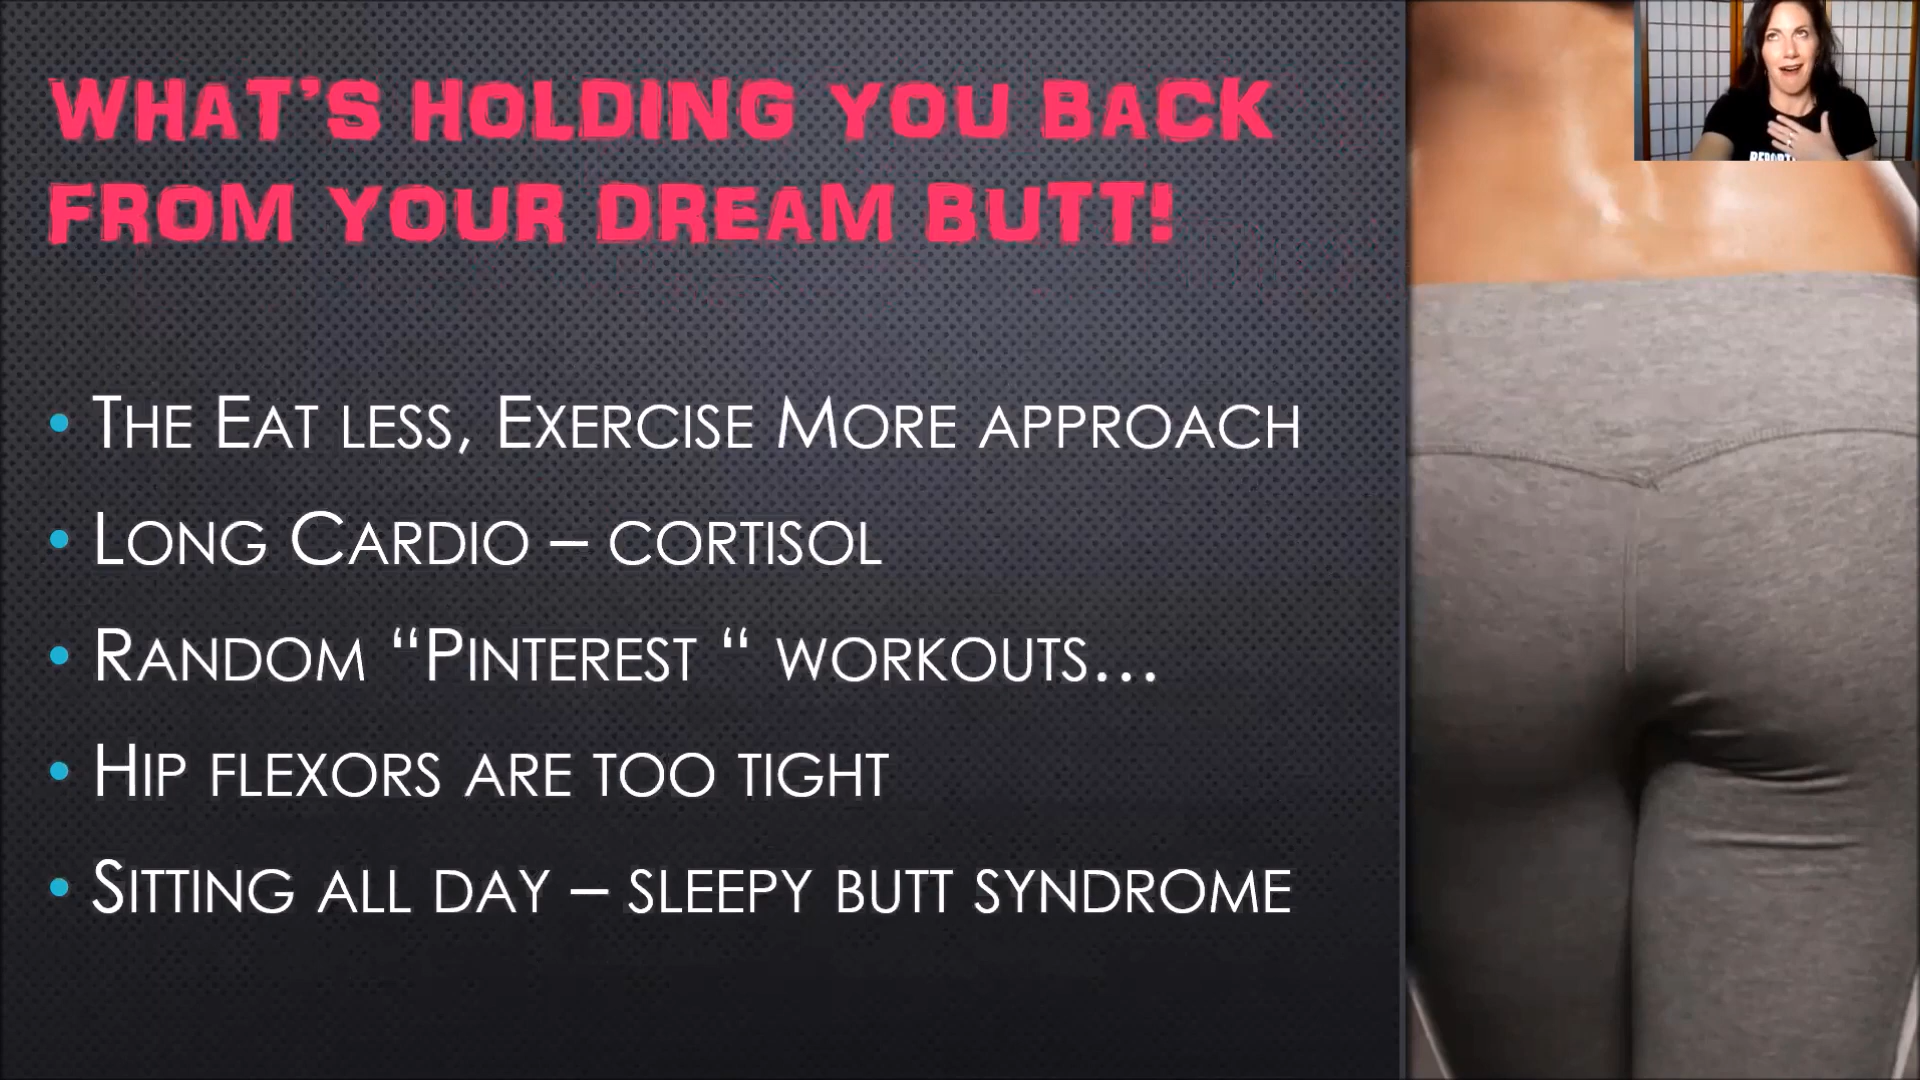 WHAT'S HOLDING YOU BACK
FROM YOUR DREAM BUTT!
• THE EAT LESS, EXERCISE MORE APPROACH
• LONG CARDIO – CORTISOL
• RANDOM “PINTEREST “ WORKOUTS…
• HIP FLEXORS ARE TOO TIGHT
• SITTING ALL DAY – SLEEPY BUTT SYNDROME